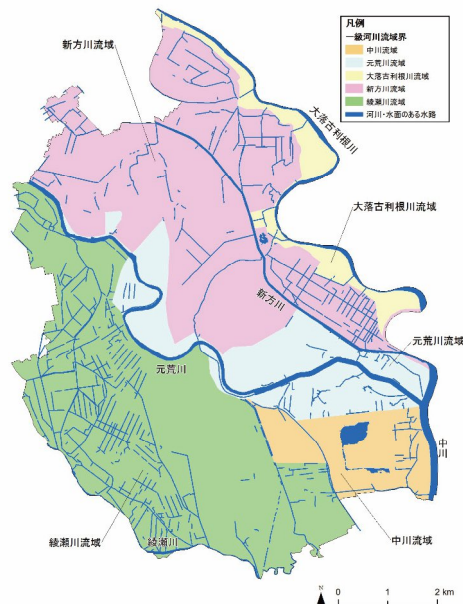 凡例
一級河川流域界
中川流域
元荒川流域
大落古利根川流域
新方川流域
綾瀬川流域
河川・水面のある水路
新方川流域
大落古利根川
大落古利根川流域
新方川
元荒川流域
元荒川
中川
綾瀬川流域
綾瀬川
中川流域
N
0 1 2 km